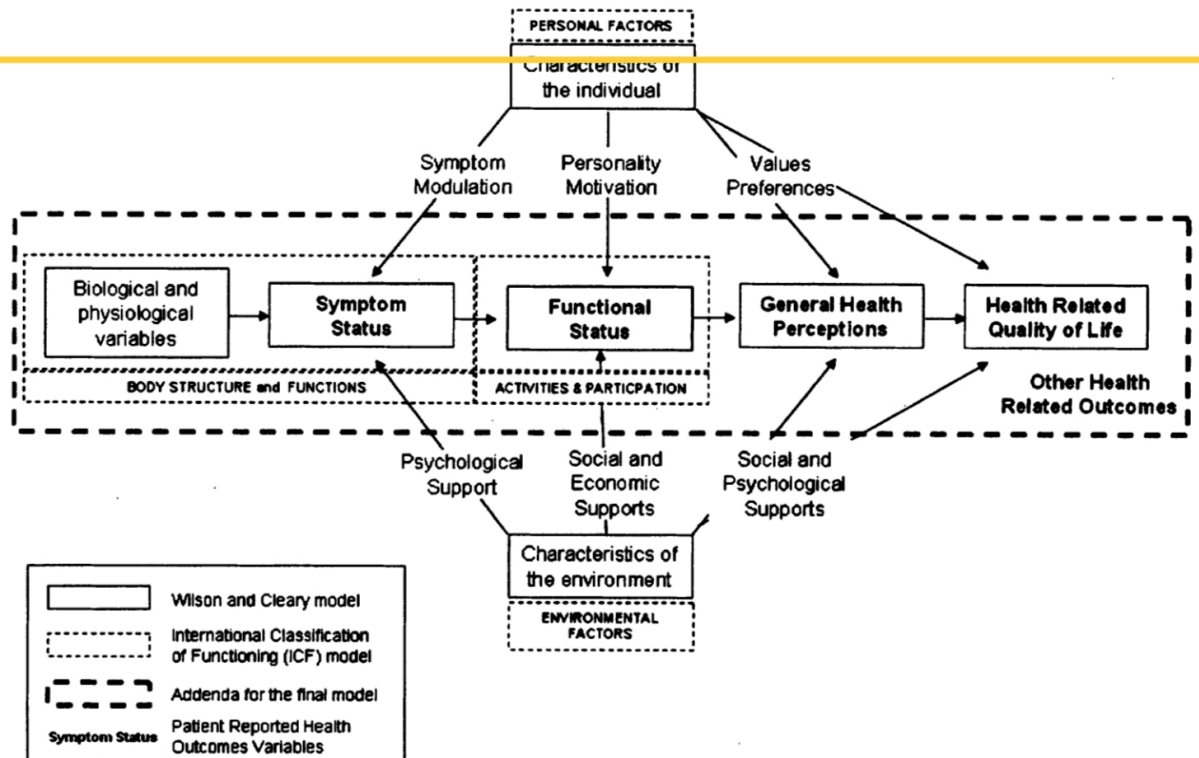 PERSONAL FACTORS
Characteristics of
the individual
Symptom
Modulation
Personality
Motivation
Values
Preferences
Biological and
physiological
variables
Symptom
Status
Functional
Status
General Health
Perceptions
Health Related
Quality of Life
BODY STRUCTURE and FUNCTIONS
ACTIVITIES & PARTICPATION
Other Health
Related Outcomes
Psychological
Support
Social and
Economic
Supports
Social and
Psychological
Supports
Characteristics of
the environment
ENVIRONMENTAL
FACTORS
Wilson and Cleary model
International Classification
of Functioning (ICF) model
Addenda for the final model
Symptom Status
Patient Reported Health
Outcomes Variables